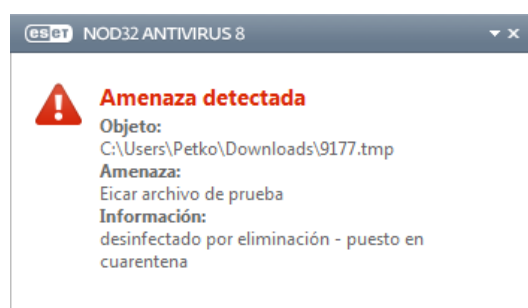 eseT NOD32 ANTIVIRUS 8
Amenaza detectada
Objeto:
C:\Users\Petko\Downloads\9177.tmp
Amenaza:
Eicar archivo de prueba
Información:
desinfectado por eliminación - puesto en
cuarentena